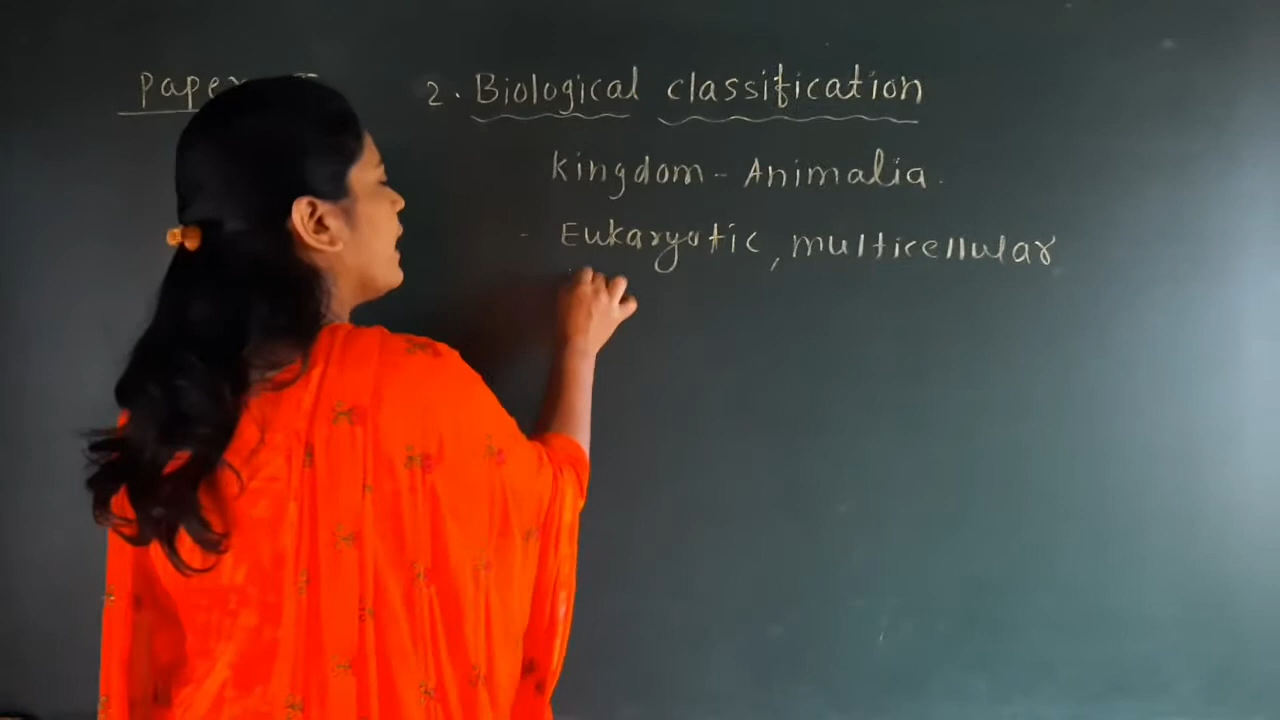 Paper
2. Biological classification
Kingdom - Animalia.
- Eukaryotic, multicellular